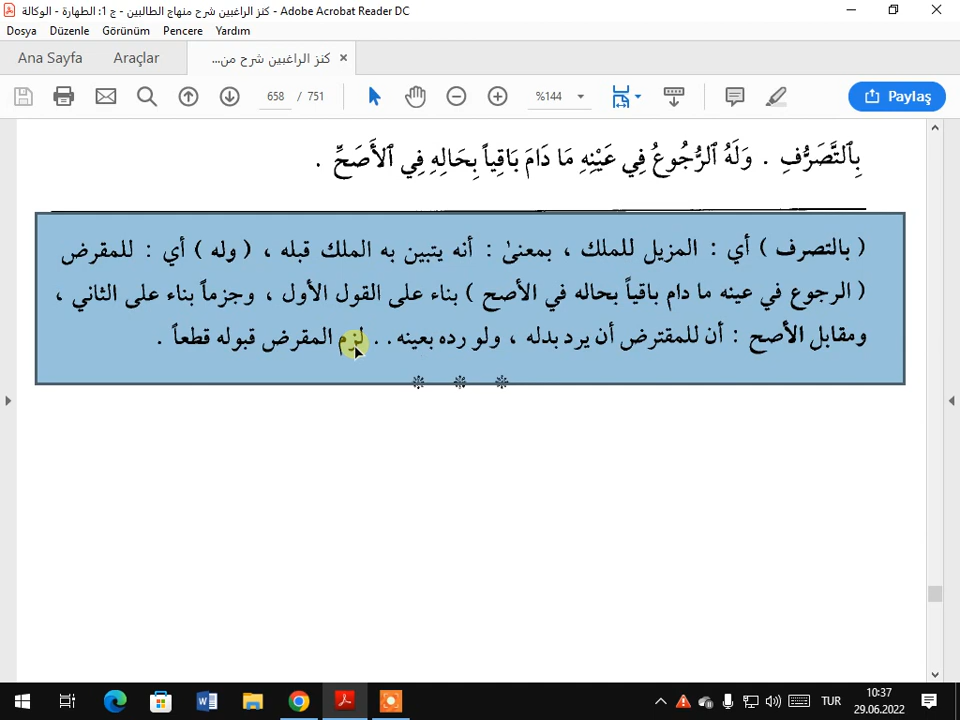 كنز الراغبين شرح منهاج الطالبين - ج 1: الطهارة - الوكالة - Adobe Acrobat Reader DC
Dosya Düzenle Görünüm Pencere Yardım
Ana Sayfa Araçlar كنز الراغبين شرح من... ×
658 / 751 %144 Paylaş
بِٱلتَّصَرُّفِ . وَلَهُ ٱلرُّجُوعُ فِي عَيْنِهِ مَا دَامَ بَاقِياً بِحَالِهِ فِي ٱلأَصَحِّ .
( بالتصرف ) أي : المزيل للملك ، بمعنىٰ : أنه يتبين به الملك قبله ، ( وله ) أي : للمقرض
( الرجوع في عينه ما دام باقياً بحاله في الأصح ) بناء على القول الأول ، وجزماً بناء على الثاني ،
ومقابل الأصح : أن للمقترض أن يرد بدله ، ولو رده بعينه . . لزم المقرض قبوله قطعاً .
TUR
10:37
29.06.2022